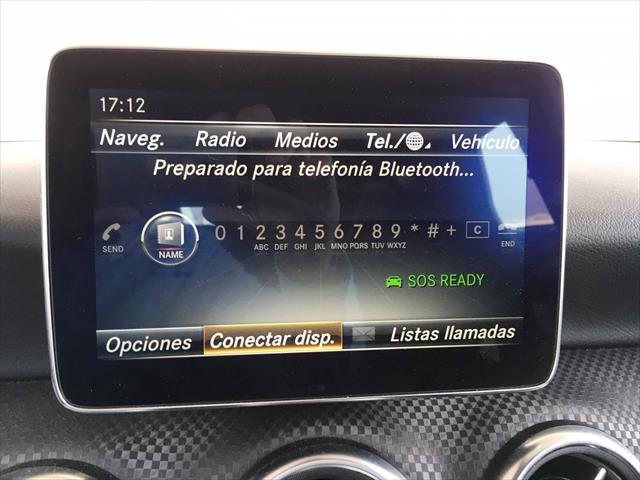 17:12
Naveg. Radio Medios Tel./ Vehículo
Preparado para telefonía Bluetooth...
SEND NAME 0 1 2 3 4 5 6 7 8 9 * # + C END
ABC DEF GHI JKL MNO PQRS TUV WXYZ
SOS READY
Opciones Conectar disp. Listas llamadas